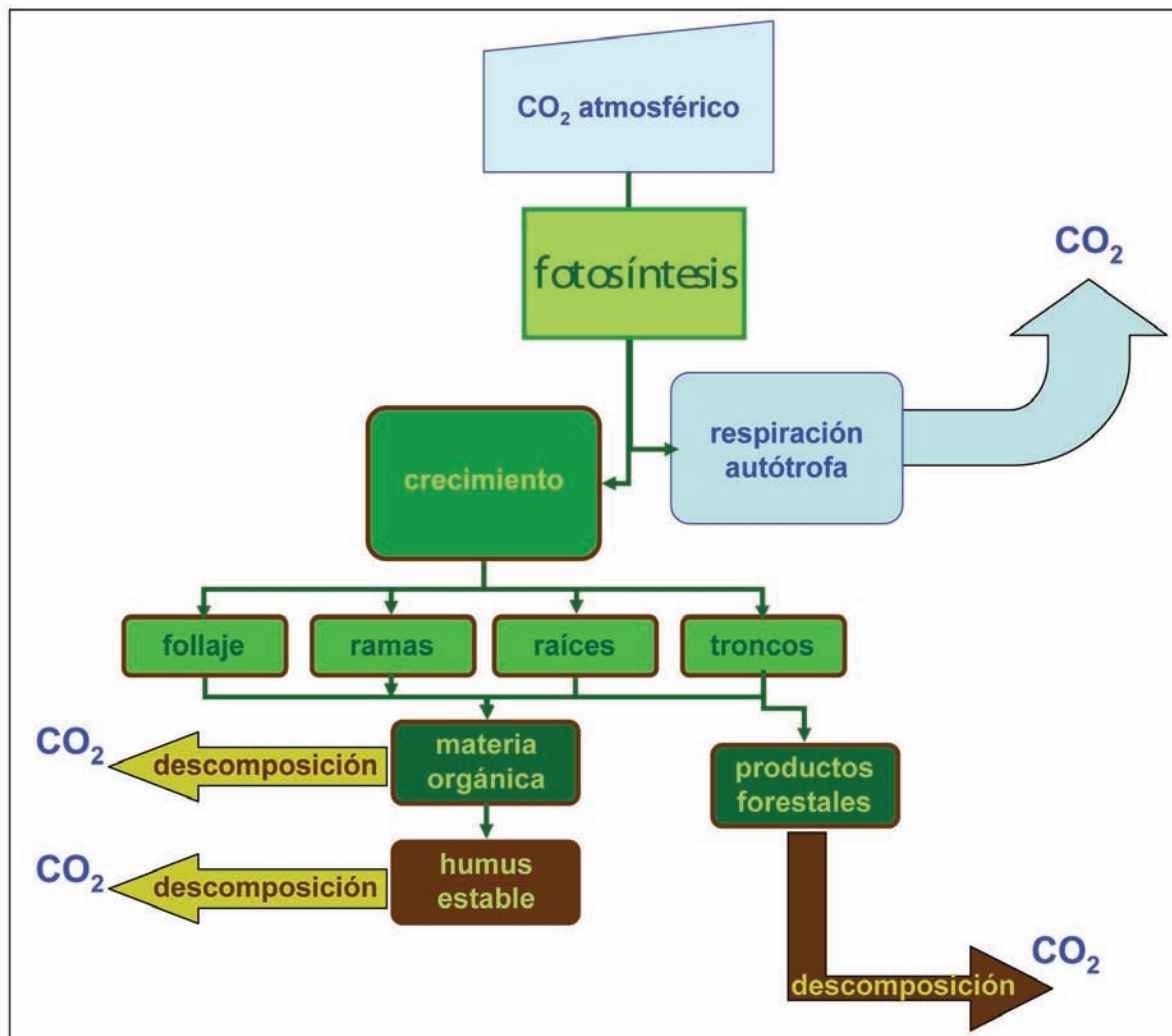 CO₂ atmosférico
fotosíntesis
CO₂
respiración
autótrofa
crecimiento
follaje
ramas
raíces
troncos
CO₂
descomposición
materia
orgánica
productos
forestales
CO₂
descomposición
humus
estable
CO₂
descomposición